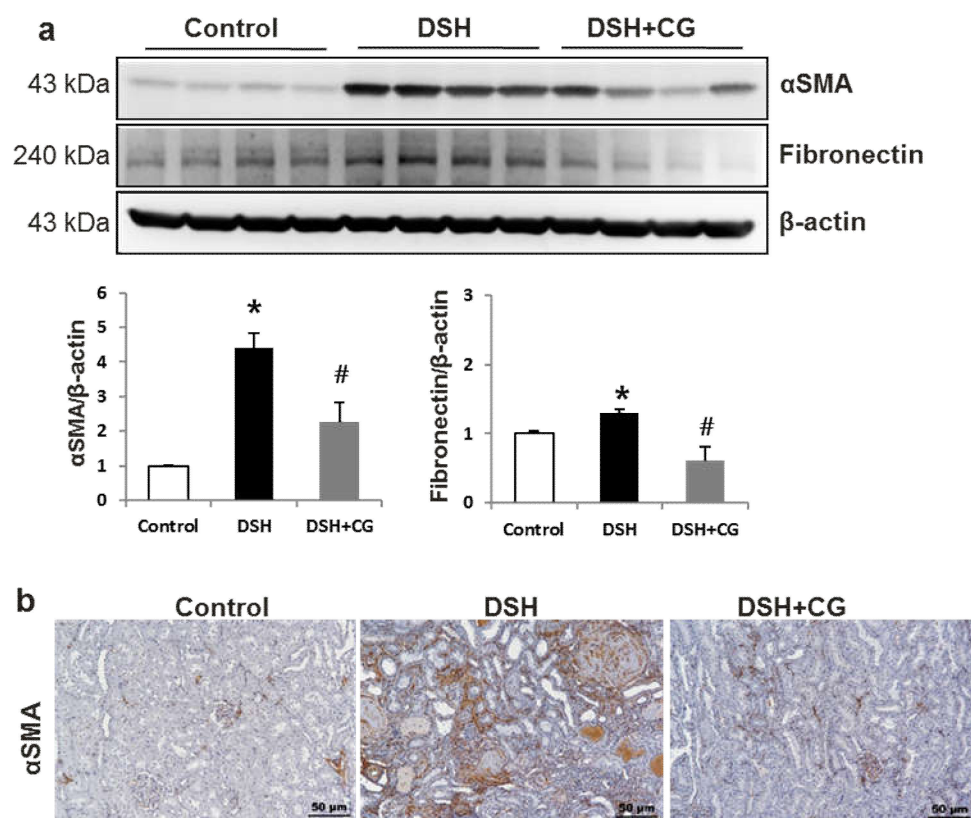 a
Control DSH DSH+CG
43 kDa αSMA
240 kDa Fibronectin
43 kDa β-actin
αSMA/β-actin
6
5
4
3
2
1
0
*
#
Control DSH DSH+CG
Fibronectin/β-actin
3
2
1
0
*
#
Control DSH DSH+CG
b
Control DSH DSH+CG
αSMA
50 µm 50 µm 50 µm